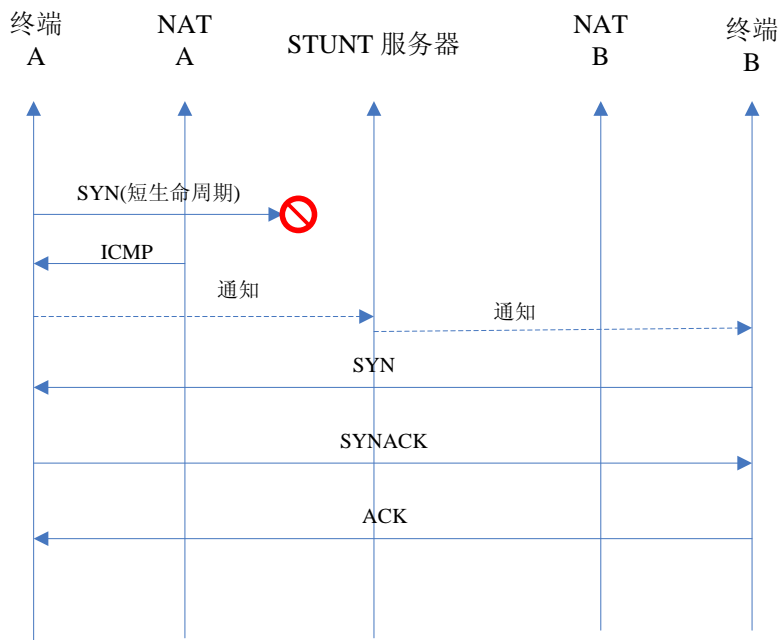 终端
A
NAT
A
STUNT 服务器
NAT
B
终端
B
SYN(短生命周期)
ICMP
通知
通知
SYN
SYNACK
ACK